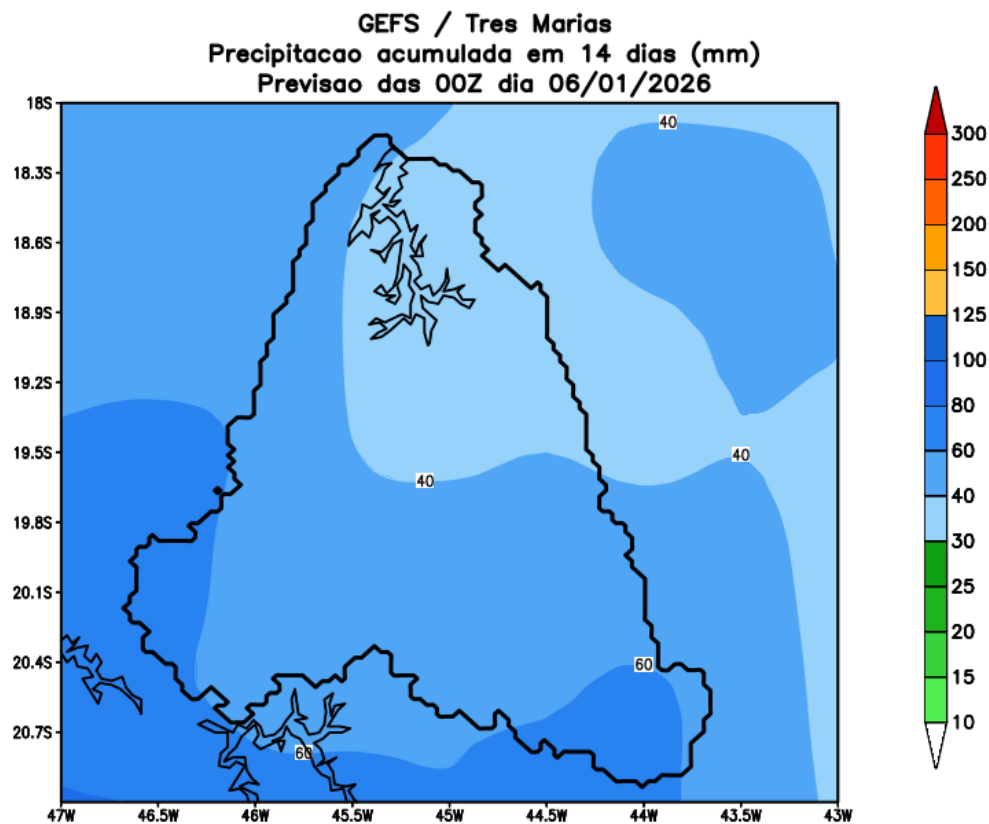 GEFS / Tres Marias
Precipitacao acumulada em 14 dias (mm)
Previsao das 00Z dia 06/01/2026
18S
18.3S
18.6S
18.9S
19.2S
19.5S
19.8S
20.1S
20.4S
20.7S
47W 46.5W 46W 45.5W 45W 44.5W 44W 43.5W 43W
40
40
40
60
60
300
250
200
150
125
100
80
60
40
30
25
20
15
10